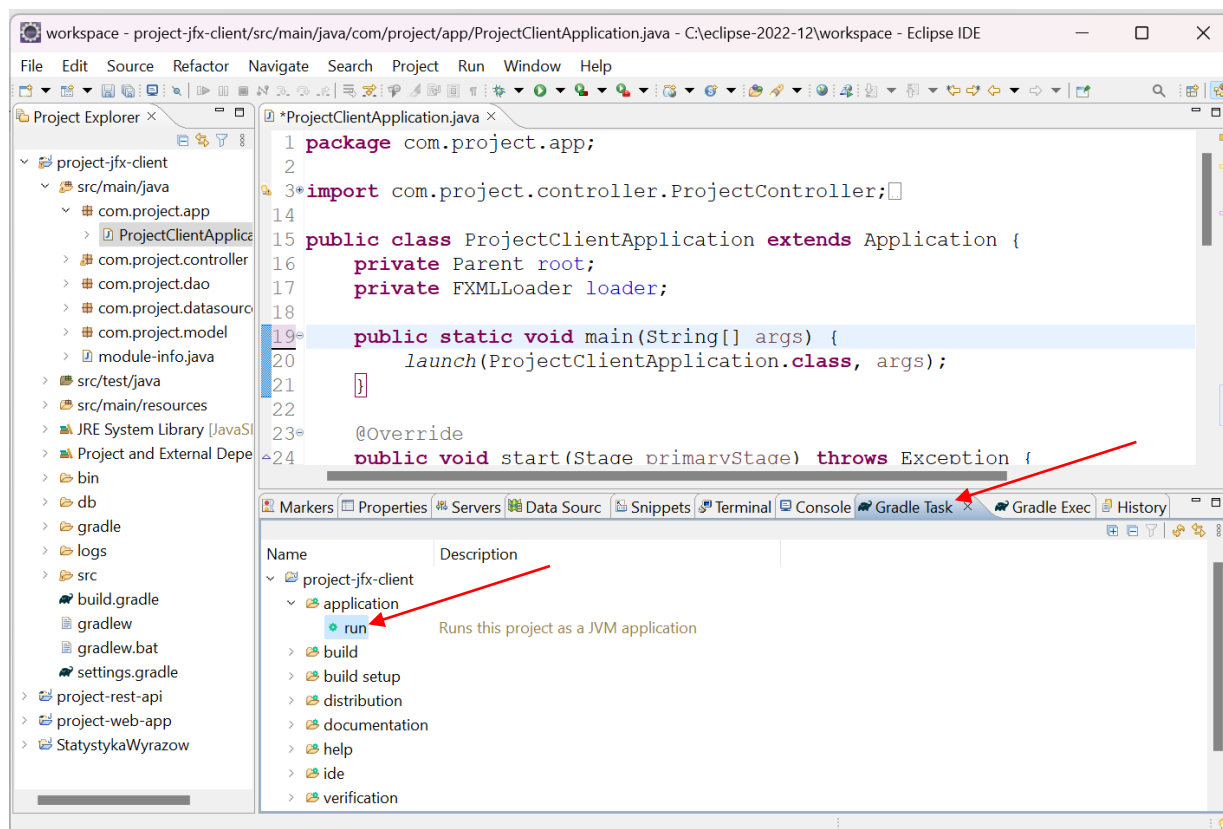 workspace - project-jfx-client/src/main/java/com/project/app/ProjectClientApplication.java - C:\eclipse-2022-12\workspace - Eclipse IDE
File Edit Source Refactor Navigate Search Project Run Window Help
Project Explorer
project-jfx-client
src/main/java
com.project.app
ProjectClientApplica
com.project.controller
com.project.dao
com.project.datasourc
com.project.model
module-info.java
src/test/java
src/main/resources
JRE System Library [JavaSI
Project and External Depe
bin
db
gradle
logs
src
build.gradle
gradlew
gradlew.bat
settings.gradle
project-rest-api
project-web-app
StatystykaWyrazow
*ProjectClientApplication.java
1 package com.project.app;
2
3 import com.project.controller.ProjectController;
14
15 public class ProjectClientApplication extends Application {
16 private Parent root;
17 private FXMLLoader loader;
18
19 public static void main(String[] args) {
20 launch(ProjectClientApplication.class, args);
21 }
22
23 @Override
24 public void start(Stage primaryStage) throws Exception {
Markers Properties Servers Data Sourc Snippets Terminal Console Gradle Task Gradle Exec History
Name Description
project-jfx-client
application
run Runs this project as a JVM application
build
build setup
distribution
documentation
help
ide
verification